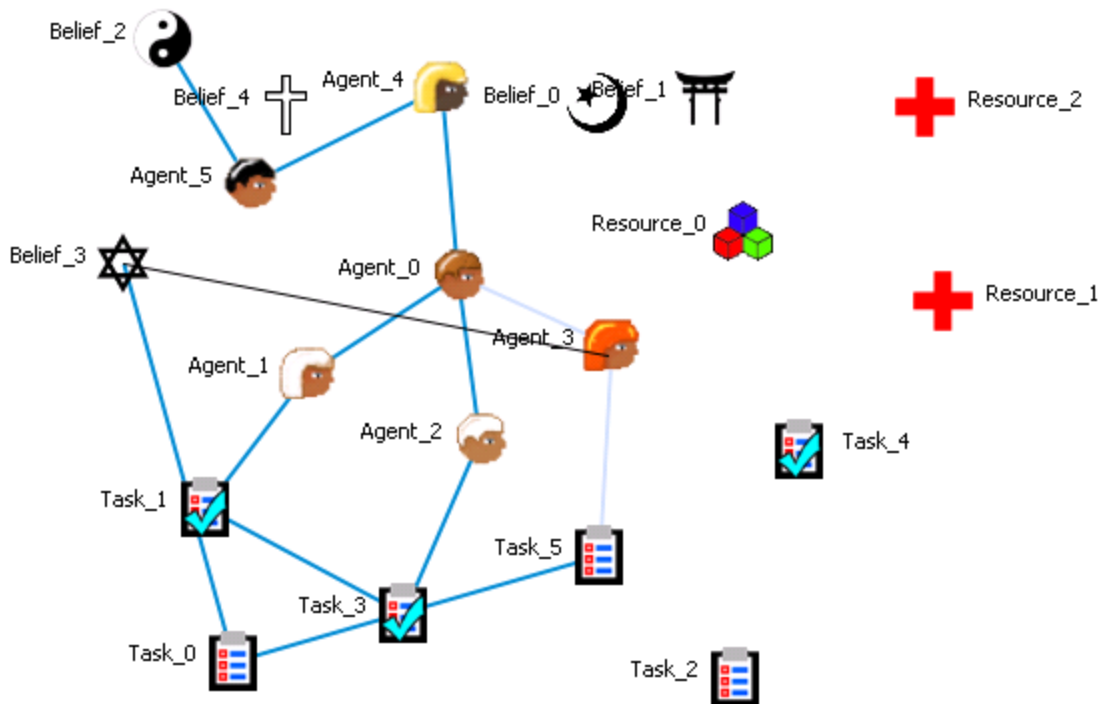 Belief_2
Belief_4
Agent_4
Belief_0
Belief_1
Resource_2
Agent_5
Resource_0
Belief_3
Agent_0
Resource_1
Agent_3
Agent_1
Agent_2
Task_4
Task_1
Task_5
Task_3
Task_0
Task_2